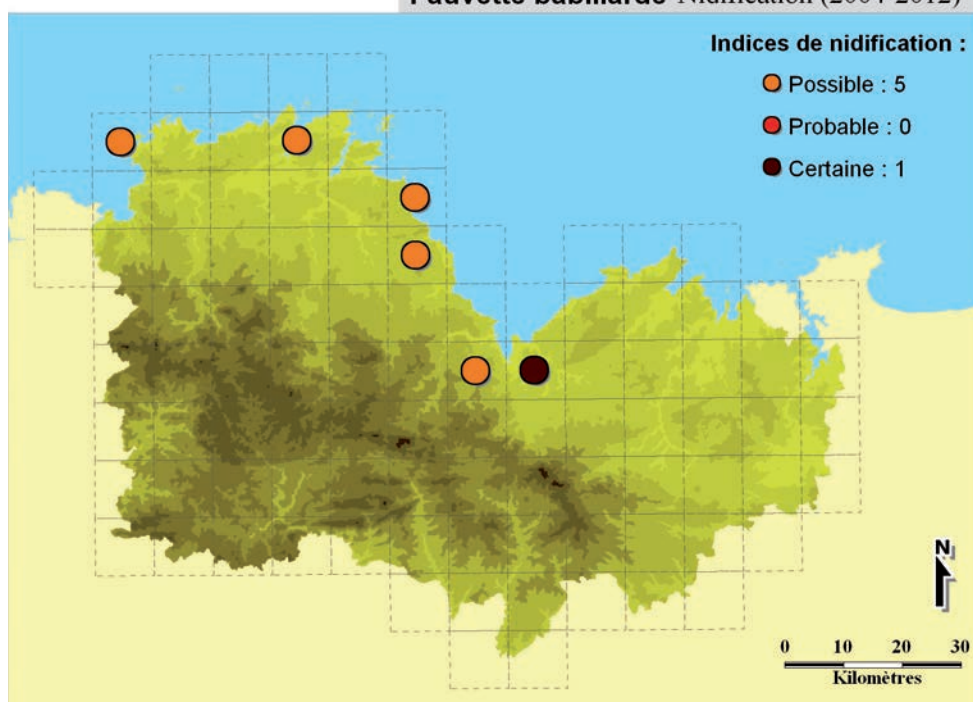 Fauvette babillarde Nidification (2004-2012)
Indices de nidification :
Possible : 5
Probable : 0
Certaine : 1
N
0 10 20 30
Kilomètres